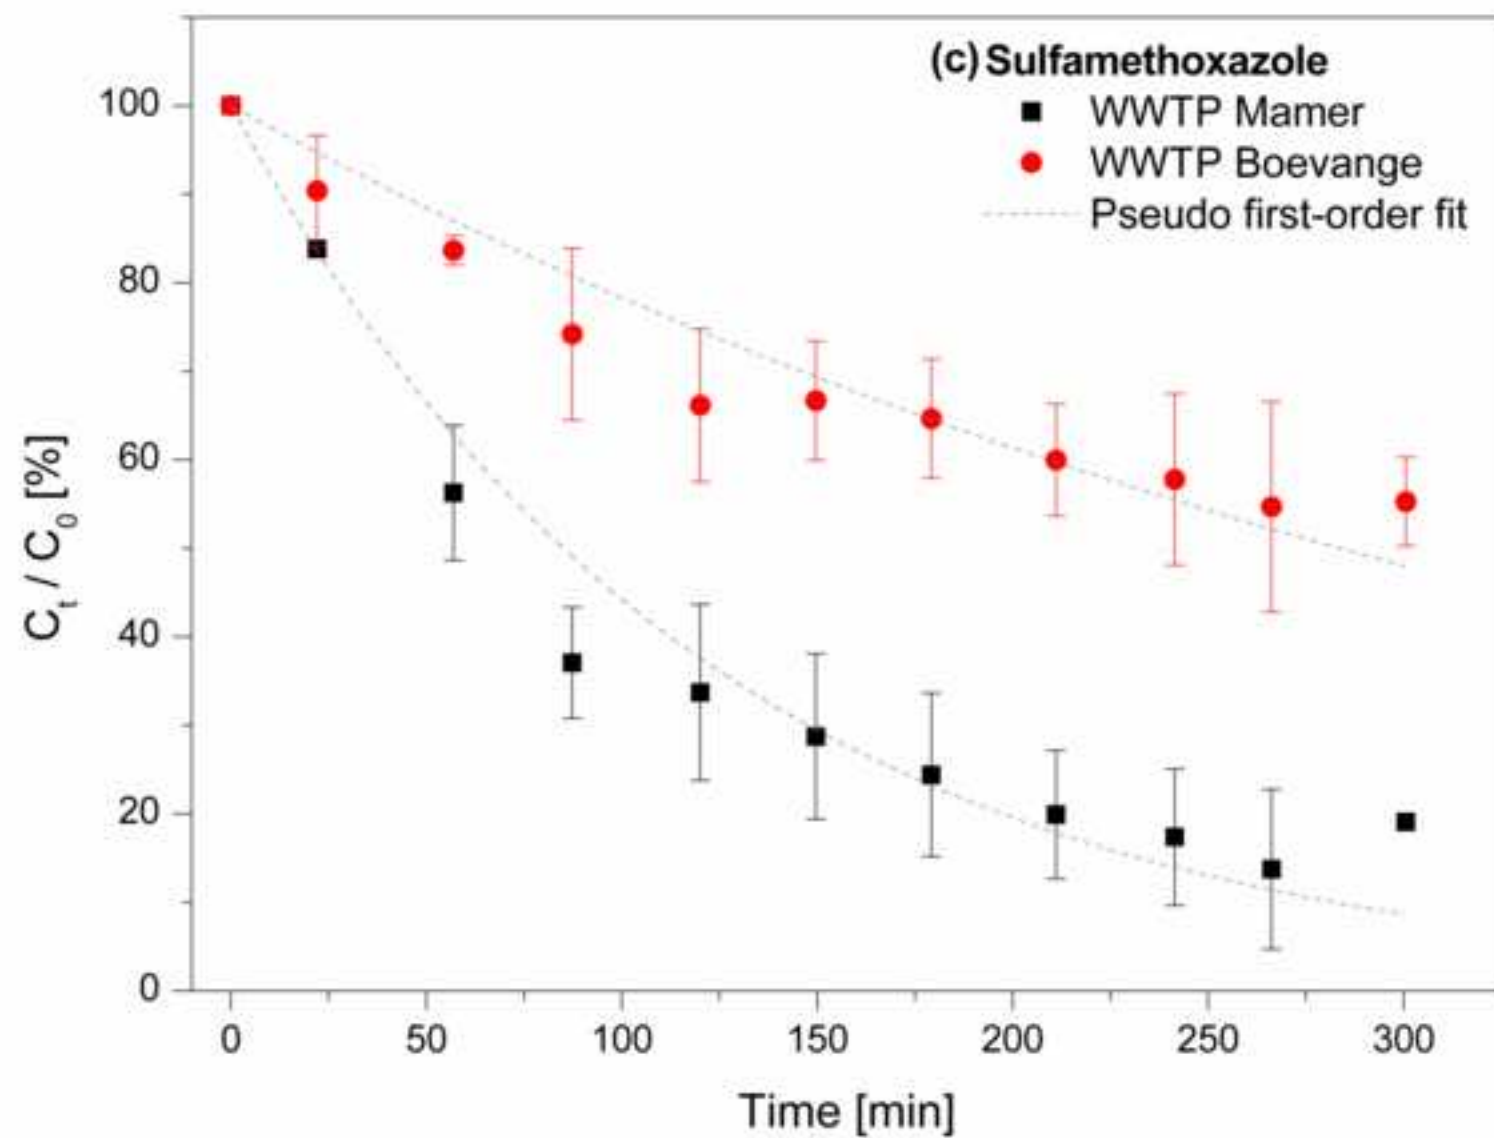 (c) Sulfamethoxazole
WWTP Mamer
WWTP Boevange
Pseudo first-order fit
100
80
60
40
20
0
C_t / C_0 [%]
0 50 100 150 200 250 300
Time [min]